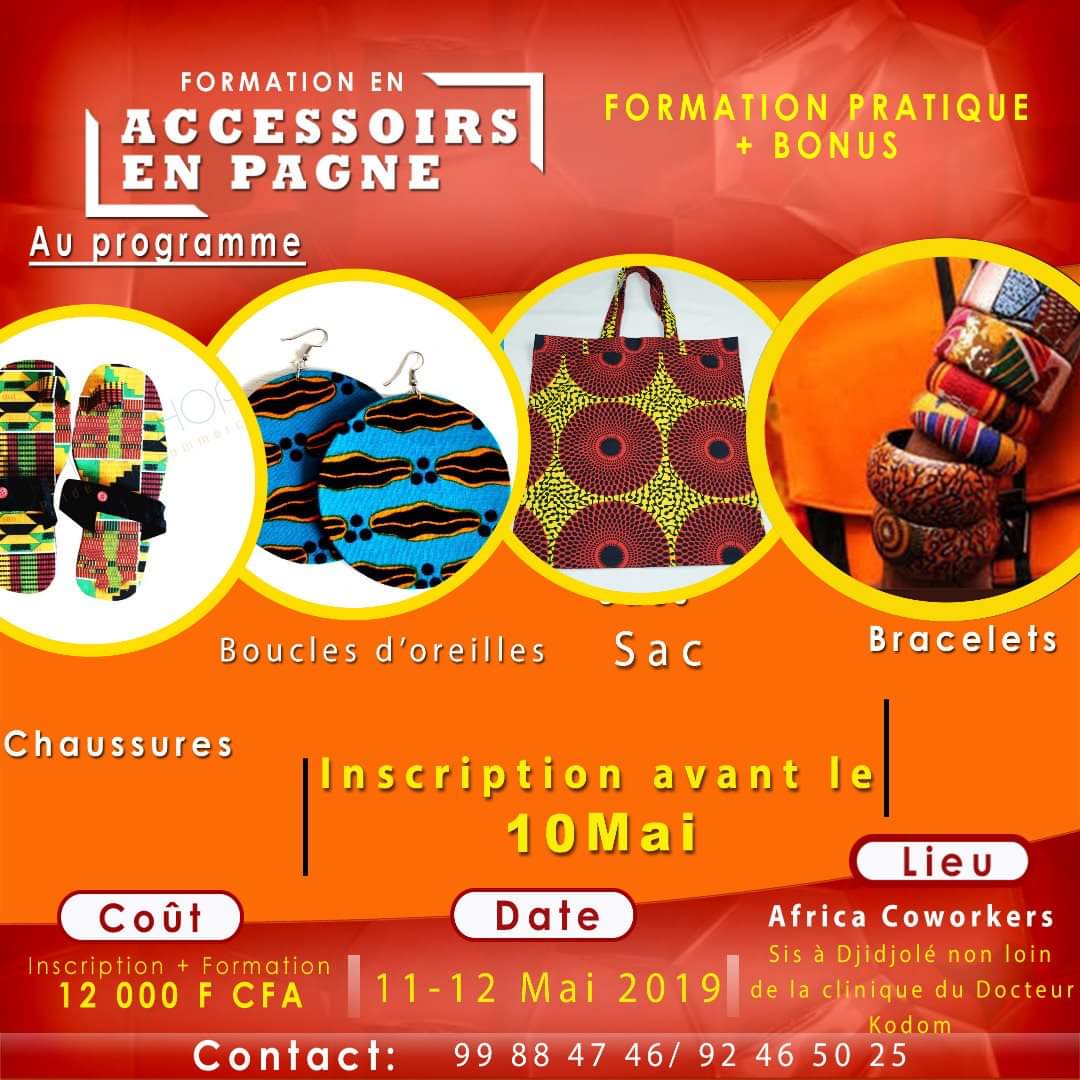 FORMATION EN
ACCESSOIRS
EN PAGNE
FORMATION PRATIQUE
+ BONUS
Au programme
Boucles d'oreilles
Sac
Bracelets
Chaussures
Inscription avant le
10Mai
Coût
Inscription + Formation
12 000 F CFA
Date
11-12 Mai 2019
Lieu
Africa Coworkers
Sis à Djidjolé non loin
de la clinique du Docteur
Kodom
Contact: 99 88 47 46/ 92 46 50 25